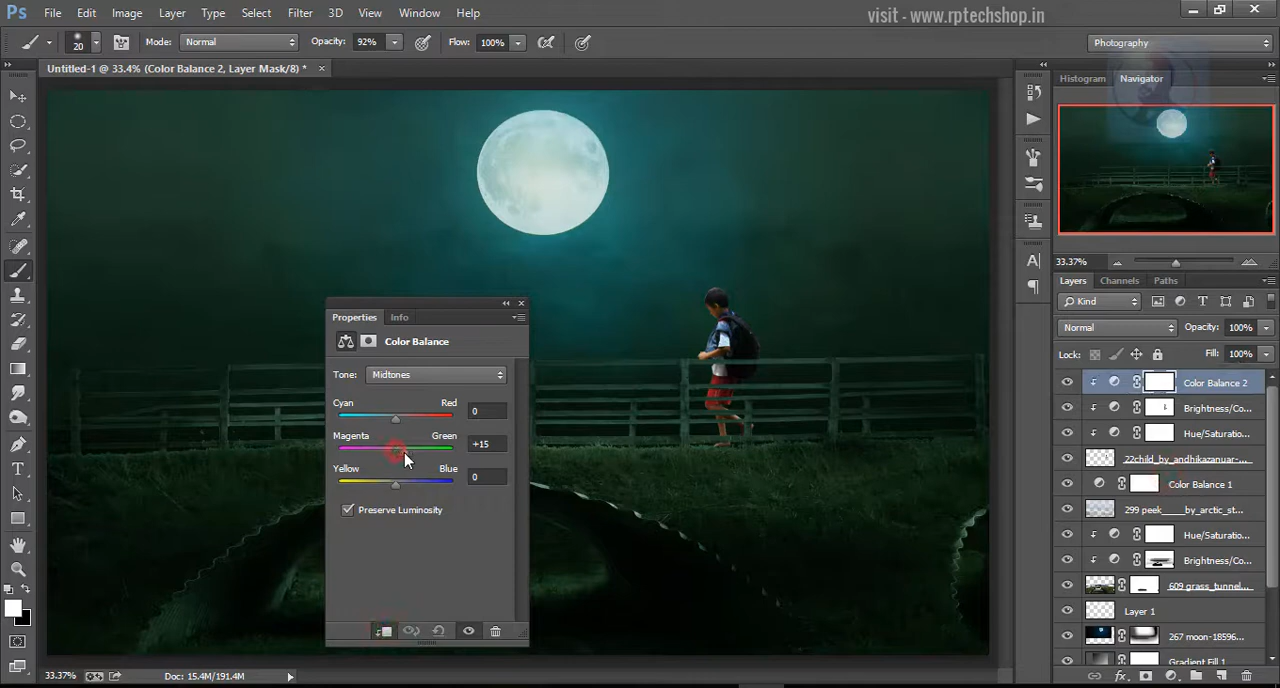 Ps File Edit Image Layer Type Select Filter 3D View Window Help
visit - www.rptechshop.in
20 Mode: Normal Opacity: 92% Flow: 100% Photography
Untitled-1 @ 33.4% (Color Balance 2, Layer Mask/8) * ×
Histogram Navigator
33.37%
Layers Channels Paths
Kind
Normal Opacity: 100%
Lock: Fill: 100%
Color Balance 2
Brightness/Co...
Hue/Saturatio...
22child_by_andhikazanuar-...
Color Balance 1
299 peek_____by_arctic_st...
Hue/Saturatio...
Brightness/Co...
609 grass_tunnel...
Layer 1
267 moon-18596...
Gradient Fill 1
Properties Info
Color Balance
Tone: Midtones
Cyan Red 0
Magenta Green +15
Yellow Blue 0
Preserve Luminosity
33.37% Doc: 15.4M/191.4M